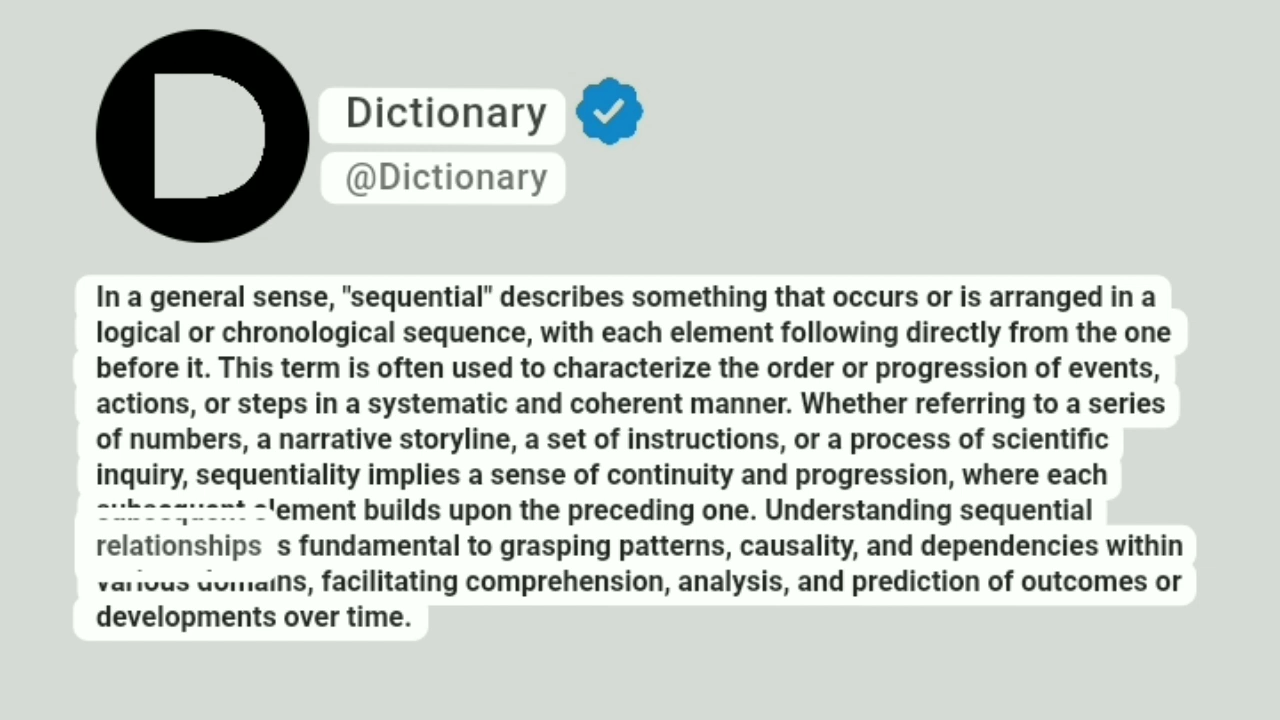 D
Dictionary
@Dictionary
In a general sense, "sequential" describes something that occurs or is arranged in a
logical or chronological sequence, with each element following directly from the one
before it. This term is often used to characterize the order or progression of events,
actions, or steps in a systematic and coherent manner. Whether referring to a series
of numbers, a narrative storyline, a set of instructions, or a process of scientific
inquiry, sequentiality implies a sense of continuity and progression, where each
subsequent element builds upon the preceding one. Understanding sequential
relationships s fundamental to grasping patterns, causality, and dependencies within
various domains, facilitating comprehension, analysis, and prediction of outcomes or
developments over time.